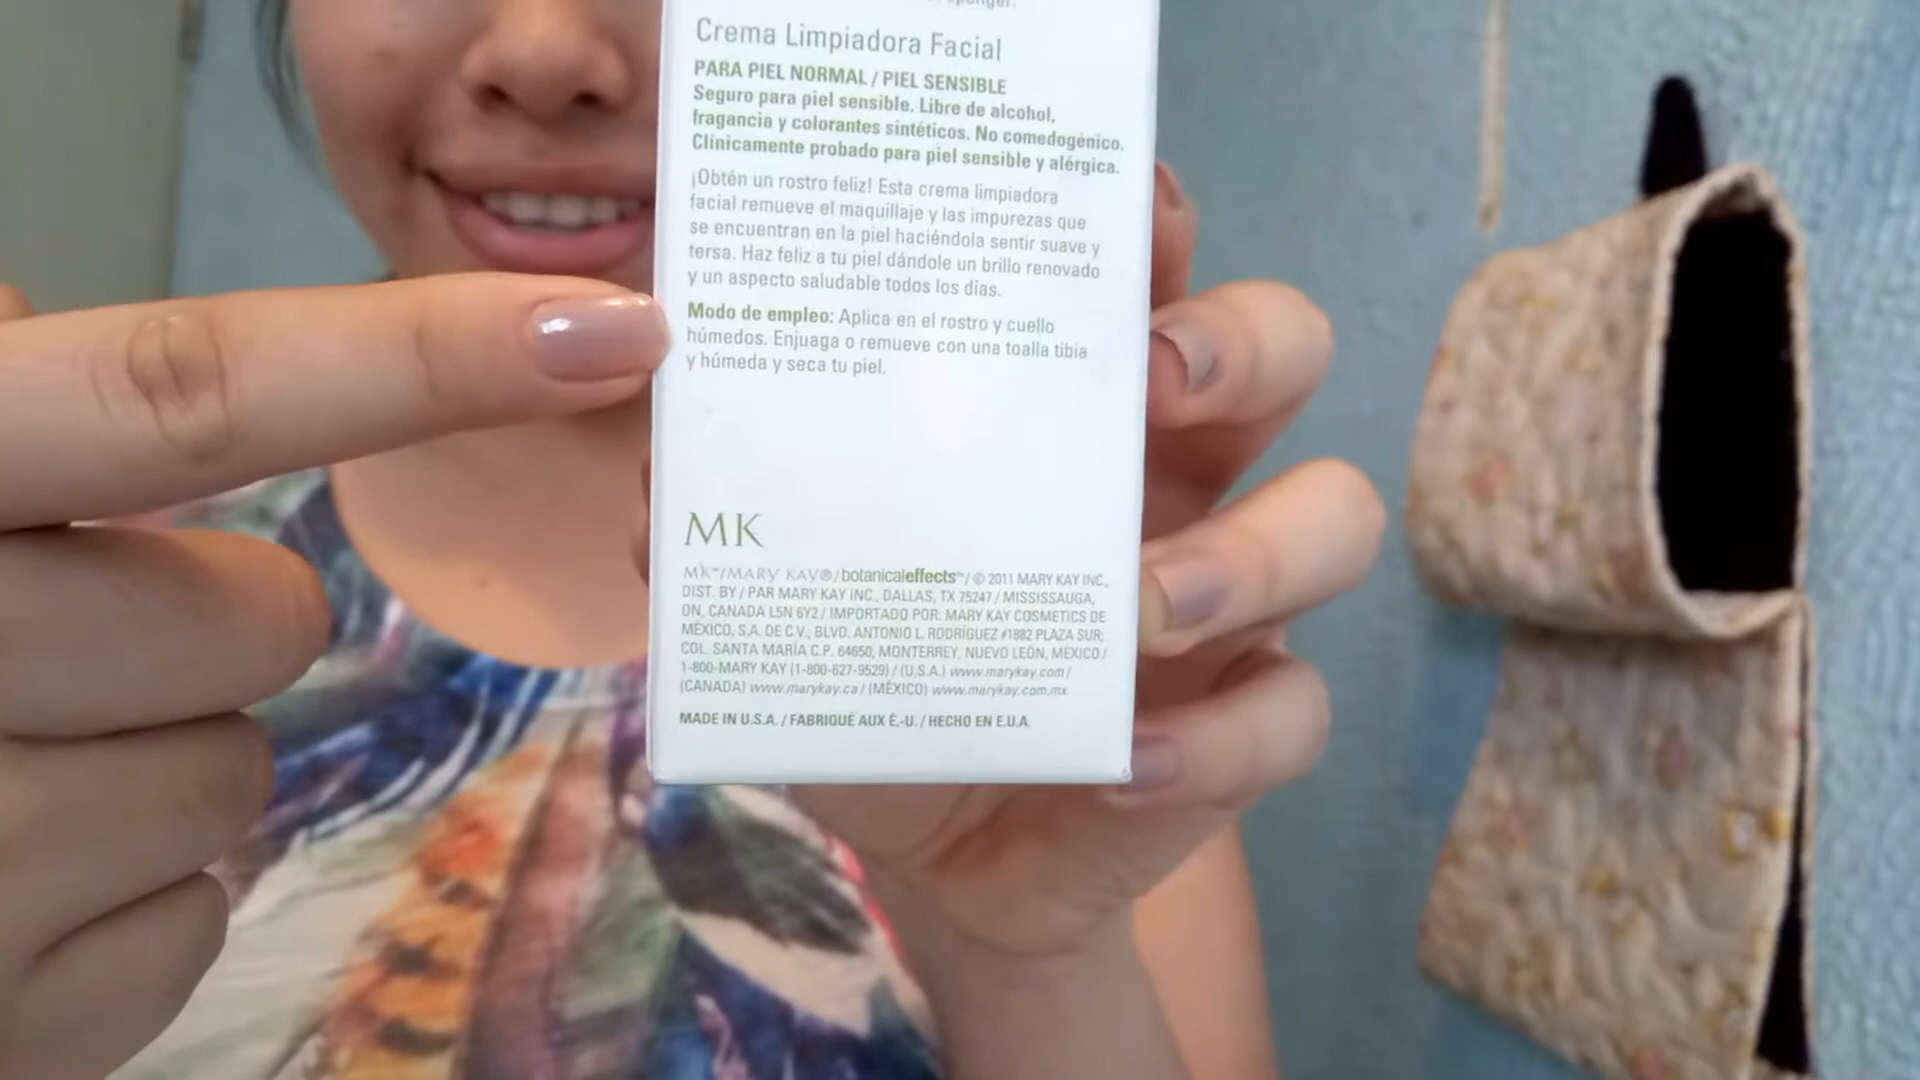 Crema Limpiadora Facial
PARA PIEL NORMAL / PIEL SENSIBLE
Seguro para piel sensible. Libre de alcohol,
fragancia y colorantes sintéticos. No comedogénico.
Clínicamente probado para piel sensible y alérgica.
¡Obtén un rostro feliz! Esta crema limpiadora
facial remueve el maquillaje y las impurezas que
se encuentran en la piel haciéndola sentir suave y
tersa. Haz feliz a tu piel dándole un brillo renovado
y un aspecto saludable todos los días.
Modo de empleo: Aplica en el rostro y cuello
húmedos. Enjuaga o remueve con una toalla tibia
y húmeda y seca tu piel.
MK
MK™/MARY KAY®/botanicaleffects™/ © 2011 MARY KAY INC.,
DIST. BY / PAR MARY KAY INC., DALLAS, TX 75247 / MISSISSAUGA,
ON, CANADA L5N 6Y2 / IMPORTADO POR: MARY KAY COSMETICS DE
MÉXICO, S.A. DE C.V., BLVD. ANTONIO L. RODRÍGUEZ #1882 PLAZA SUR,
COL. SANTA MARÍA C.P. 64650, MONTERREY, NUEVO LEÓN, MÉXICO /
1-800-MARY KAY (1-800-627-9529) / (U.S.A.) www.marykay.com /
(CANADA) www.marykay.ca / (MÉXICO) www.marykay.com.mx
MADE IN U.S.A. / FABRIQUÉ AUX É.-U. / HECHO EN E.U.A.